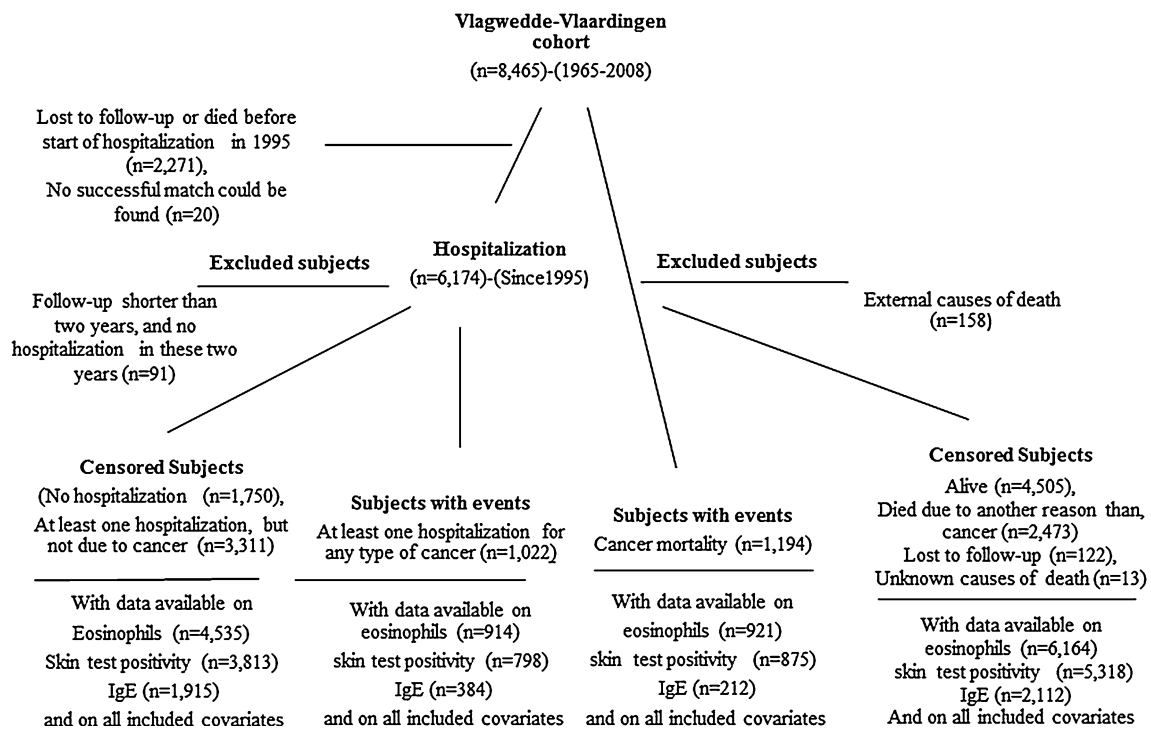 Vlagwedde-Vlaardingen
cohort
(n=8,465)-(1965-2008)
Lost to follow-up or died before
start of hospitalization in 1995
(n=2,271),
No successful match could be
found (n=20)
Hospitalization
(n=6,174)-(Since1995)
Excluded subjects
Follow-up shorter than
two years, and no
hospitalization in these two
years (n=91)
Excluded subjects
External causes of death
(n=158)
Censored Subjects
(No hospitalization (n=1,750),
At least one hospitalization, but
not due to cancer (n=3,311)
With data available on
Eosinophils (n=4,535)
Skin test positivity (n=3,813)
IgE (n=1,915)
and on all included covariates
Subjects with events
At least one hospitalization for
any type of cancer (n=1,022)
With data available on
eosinophils (n=914)
skin test positivity (n=798)
IgE (n=384)
and on all included covariates
Subjects with events
Cancer mortality (n=1,194)
With data available on
eosinophils (n=921)
skin test positivity (n=875)
IgE (n=212)
and on all included covariates
Censored Subjects
Alive (n=4,505),
Died due to another reason than,
cancer (n=2,473)
Lost to follow-up (n=122),
Unknown causes of death (n=13)
With data available on
eosinophils (n=6,164)
skin test positivity (n=5,318)
IgE (n=2,112)
And on all included covariates